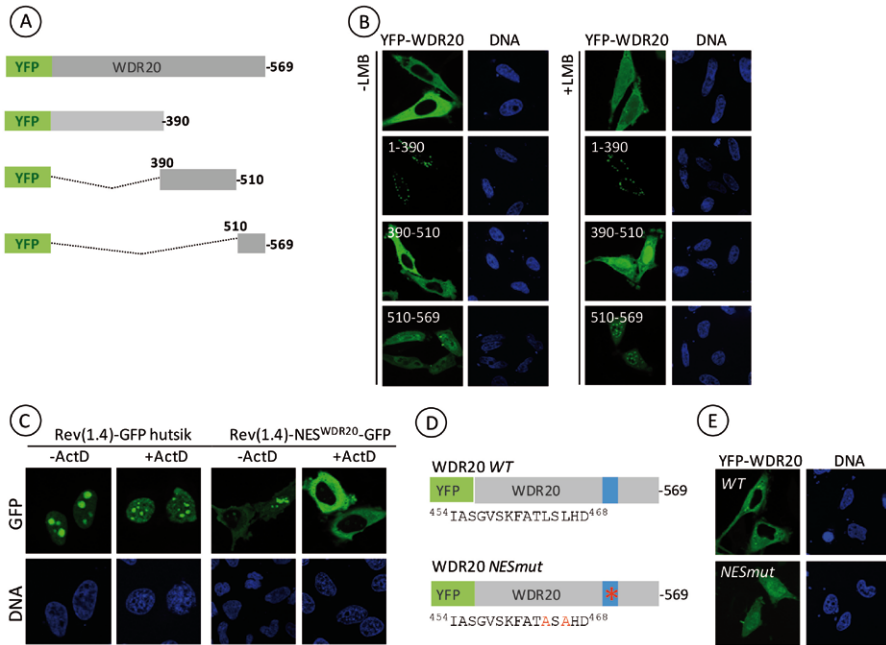 A
YFP WDR20 -569
YFP -390
390
YFP -510
510
YFP -569
B
YFP-WDR20 DNA YFP-WDR20 DNA
-LMB +LMB
1-390 1-390
390-510 390-510
510-569 510-569
C
Rev(1.4)-GFP hutsik Rev(1.4)-NES^WDR20-GFP
-ActD +ActD -ActD +ActD
GFP
DNA
D
WDR20 WT
YFP WDR20 -569
454IASGVSKFATLSLHD468
WDR20 NESmut
YFP WDR20 * -569
454IASGVSKFATASAHD468
E
YFP-WDR20 DNA
WT
NESmut